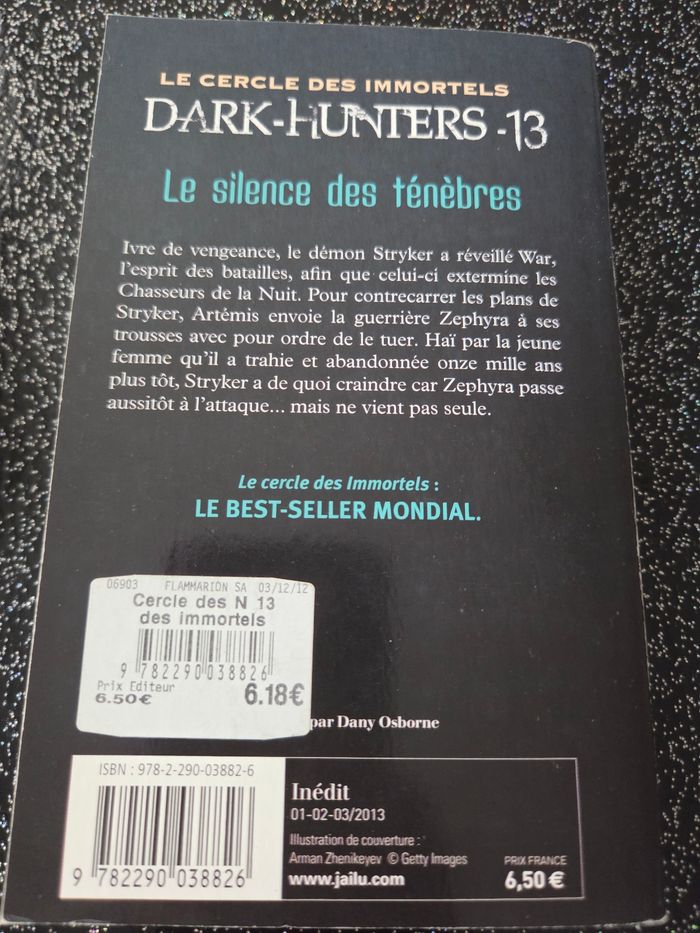 LE CERCLE DES IMMORTELS
DARK-HUNTERS -13
Le silence des ténèbres
Ivre de vengeance, le démon Stryker a réveillé War,
l'esprit des batailles, afin que celui-ci extermine les
Chasseurs de la Nuit. Pour contrecarrer les plans de
Stryker, Artémis envoie la guerrière Zephyra à ses
trousses avec pour ordre de le tuer. Haï par la jeune
femme qu'il a trahie et abandonnée onze mille ans
plus tôt, Stryker a de quoi craindre car Zephyra passe
aussitôt à l'attaque... mais ne vient pas seule.
Le cercle des Immortels :
LE BEST-SELLER MONDIAL.
06903 FLAMMARION SA 03/12/12
Cercle des N 13
des immortels
9 782290 038826
Prix Editeur
6.50€ 6.18€
par Dany Osborne
ISBN : 978-2-290-03882-6
9 782290 038826
Inédit
01-02-03/2013
Illustration de couverture :
Arman Zhenikeyev © Getty Images
www.jailu.com
PRIX FRANCE
6,50 €